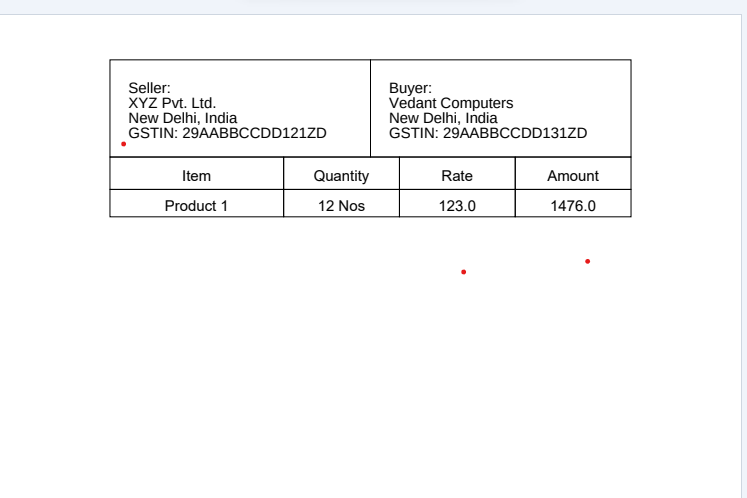 Seller:
XYZ Pvt. Ltd.
New Delhi, India
GSTIN: 29AABBCCDD121ZD
Buyer:
Vedant Computers
New Delhi, India
GSTIN: 29AABBCCDD131ZD
Item Quantity Rate Amount
Product 1 12 Nos 123.0 1476.0